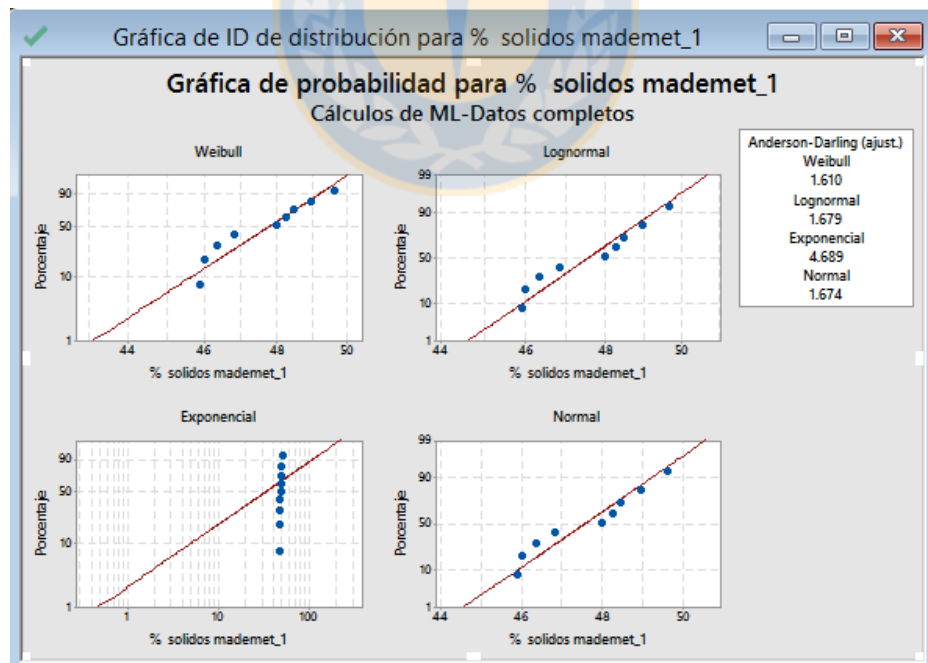 Gráfica de ID de distribución para % solidos mademet_1
Gráfica de probabilidad para % solidos mademet_1
Cálculos de ML-Datos completos
Weibull
Porcentaje
90
50
10
1
44 46 48 50
% solidos mademet_1
Lognormal
Porcentaje
99
90
50
10
1
44 46 48 50
% solidos mademet_1
Anderson-Darling (ajust.)
Weibull
1.610
Lognormal
1.679
Exponencial
4.689
Normal
1.674
Exponencial
Porcentaje
90
50
10
1
1 10 100
% solidos mademet_1
Normal
Porcentaje
99
90
50
10
1
44 46 48 50
% solidos mademet_1